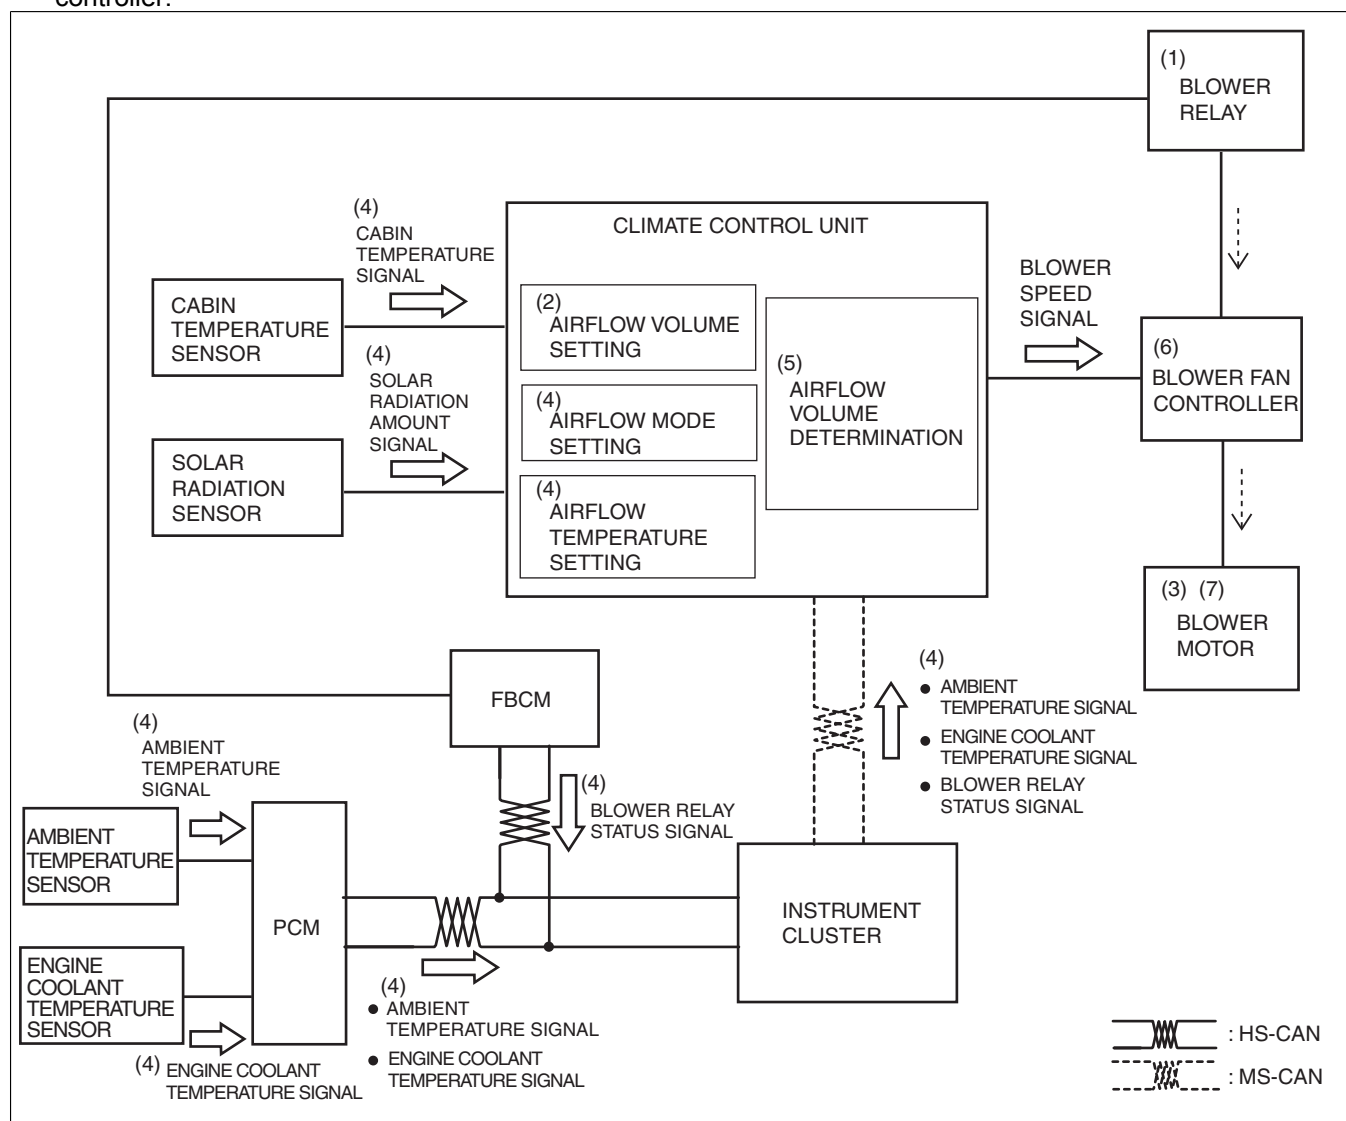 controller.
(1)
BLOWER
RELAY
(4)
CABIN
TEMPERATURE
SIGNAL
CLIMATE CONTROL UNIT
BLOWER
SPEED
SIGNAL
CABIN
TEMPERATURE
SENSOR
(2)
AIRFLOW VOLUME
SETTING
(4)
SOLAR
RADIATION
AMOUNT
SIGNAL
(5)
AIRFLOW
VOLUME
DETERMINATION
(6)
BLOWER FAN
CONTROLLER
(4)
AIRFLOW MODE
SETTING
SOLAR
RADIATION
SENSOR
(4)
AIRFLOW
TEMPERATURE
SETTING
(3) (7)
BLOWER
MOTOR
FBCM
(4)
● AMBIENT
TEMPERATURE SIGNAL
● ENGINE COOLANT
TEMPERATURE SIGNAL
● BLOWER RELAY
STATUS SIGNAL
(4)
AMBIENT
TEMPERATURE
SIGNAL
(4)
BLOWER RELAY
STATUS SIGNAL
AMBIENT
TEMPERATURE
SENSOR
PCM
INSTRUMENT
CLUSTER
ENGINE
COOLANT
TEMPERATURE
SENSOR
(4)
● AMBIENT
TEMPERATURE SIGNAL
● ENGINE COOLANT
TEMPERATURE SIGNAL
(4) ENGINE COOLANT
TEMPERATURE SIGNAL
: HS-CAN
: MS-CAN